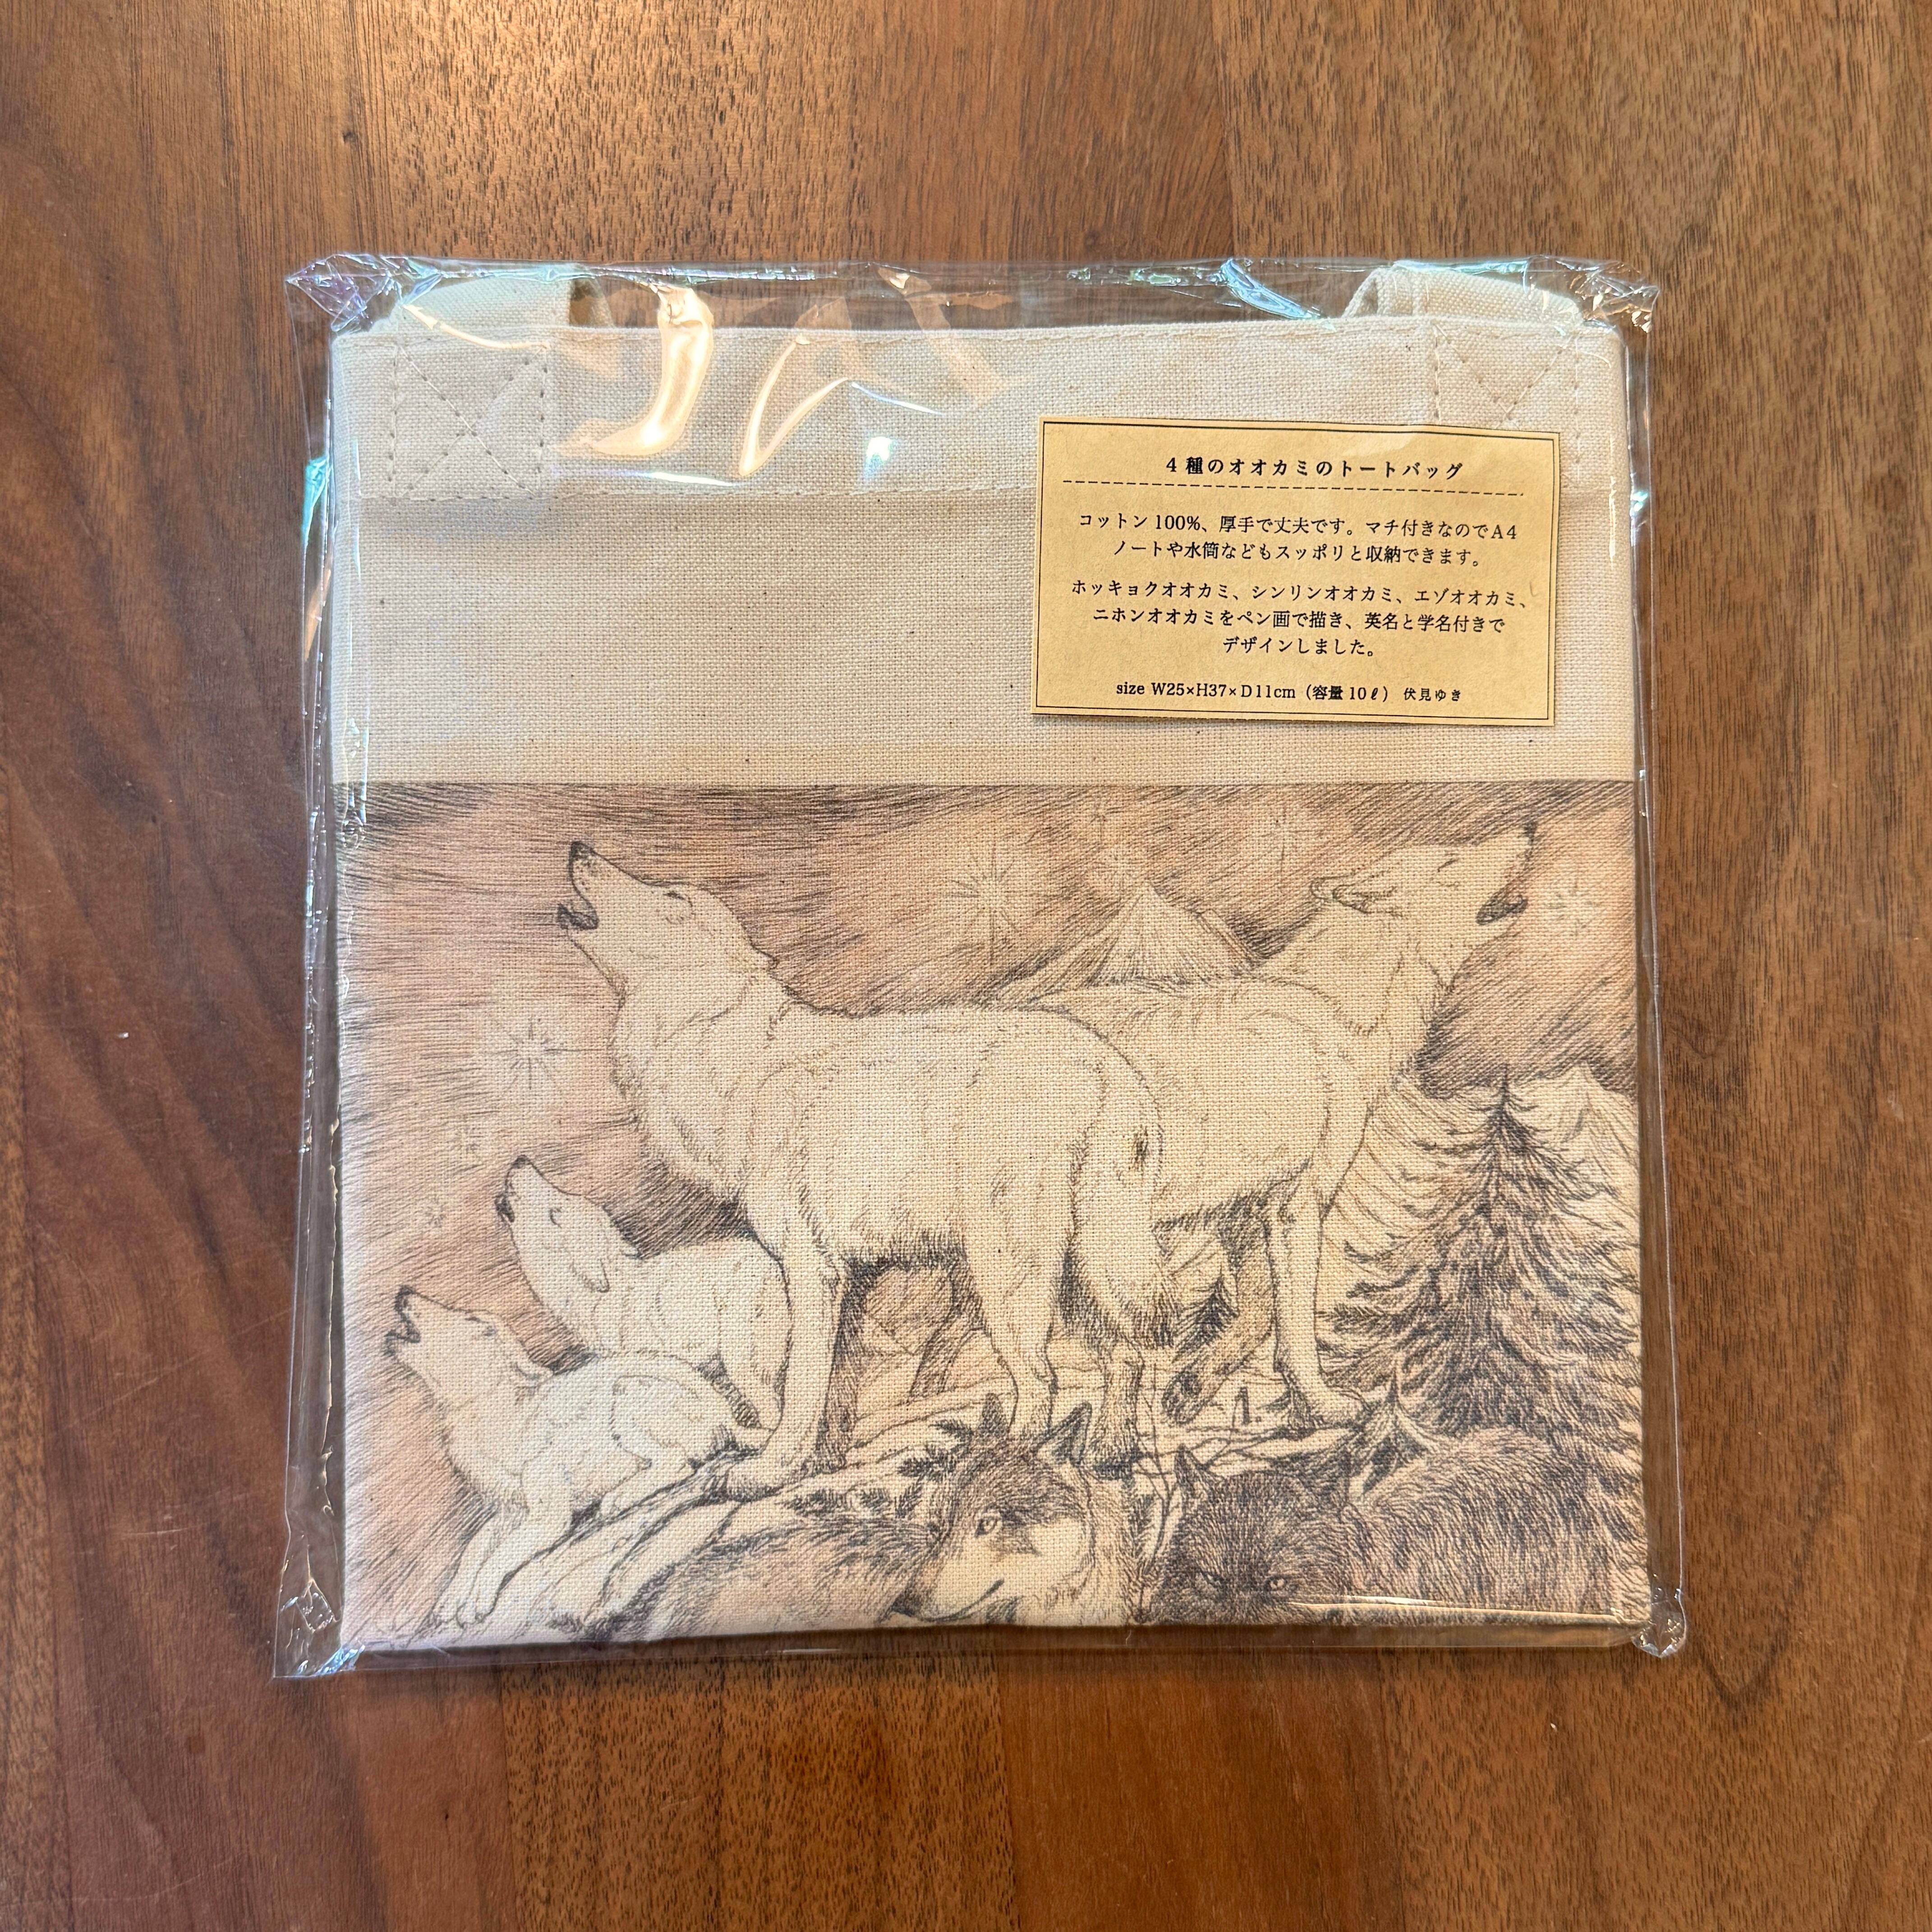 4種のオオカミのトートバッグ
コットン100%、厚手で丈夫です。マチ付きなのでA4
ノートや水筒などもスッポリと収納できます。
ホッキョクオオカミ、シンリンオオカミ、エゾオオカミ、
ニホンオオカミをペン画で描き、英名と学名付きで
デザインしました。
size W25×H37×D11cm（容量10ℓ） 伏見ゆき